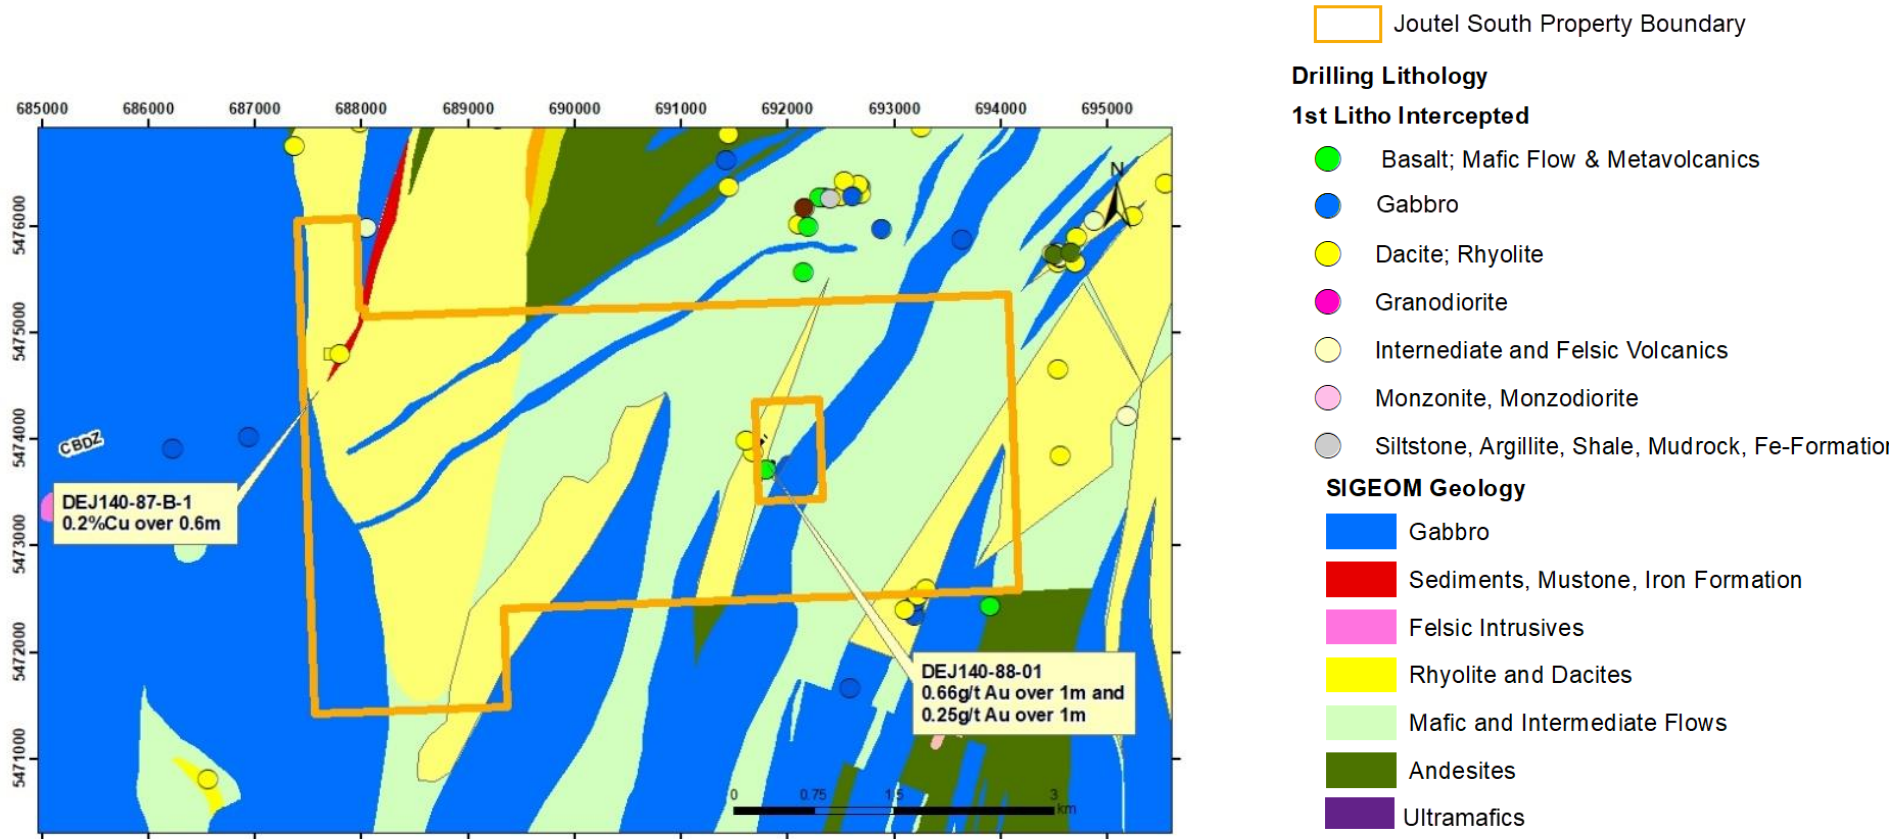 Joutel South Property Boundary
Drilling Lithology
1st Litho Intercepted
Basalt; Mafic Flow & Metavolcanics
Gabbro
Dacite; Rhyolite
Granodiorite
Internediate and Felsic Volcanics
Monzonite, Monzodiorite
Siltstone, Argillite, Shale, Mudrock, Fe-Formation
SIGEOM Geology
Gabbro
Sediments, Mustone, Iron Formation
Felsic Intrusives
Rhyolite and Dacites
Mafic and Intermediate Flows
Andesites
Ultramafics
685000 686000 687000 688000 689000 690000 691000 692000 693000 694000 695000
5476000
5475000
5474000
5473000
5472000
5471000
N
CBDZ
DEJ140-87-B-1
0.2%Cu over 0.6m
DEJ140-88-01
0.66g/t Au over 1m and
0.25g/t Au over 1m
0 0.75 1.5 3
km